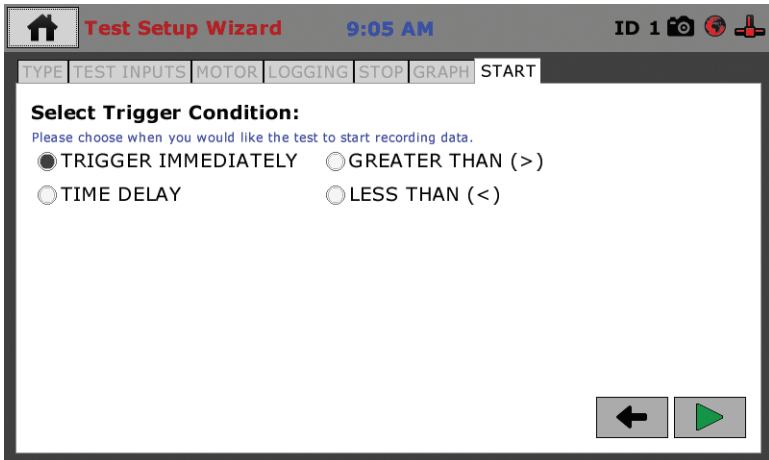 Test Setup Wizard 9:05 AM ID 1
TYPE TEST INPUTS MOTOR LOGGING STOP GRAPH START
Select Trigger Condition:
Please choose when you would like the test to start recording data.
TRIGGER IMMEDIATELY GREATER THAN (>)
TIME DELAY LESS THAN (<)